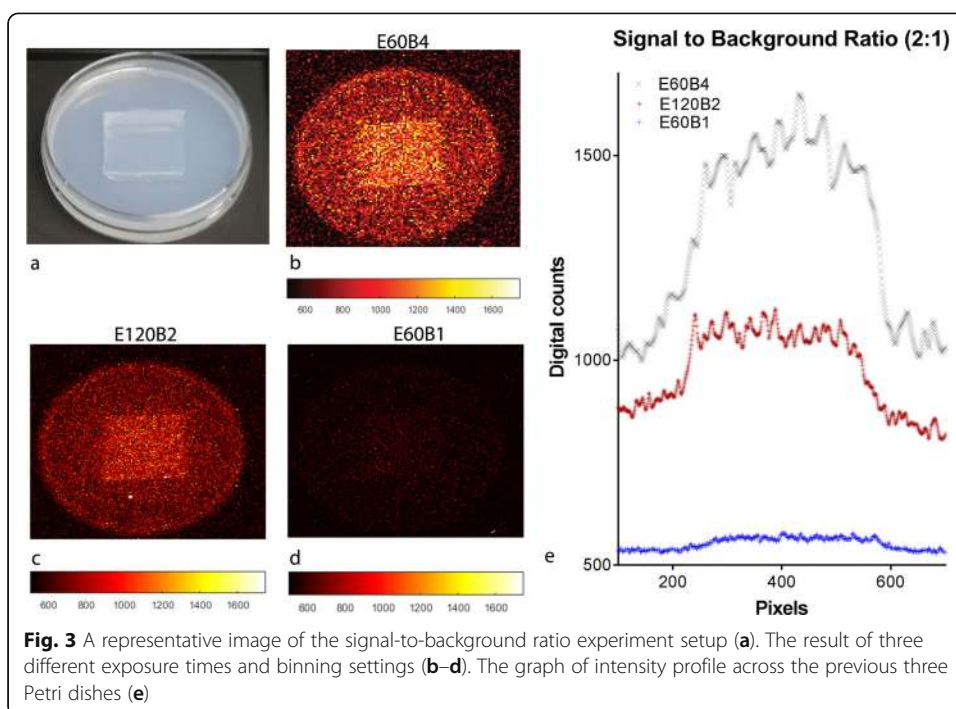 E60B4
a
b
600 800 1000 1200 1400 1600
E120B2
E60B1
c
d
600 800 1000 1200 1400 1600
600 800 1000 1200 1400 1600
Signal to Background Ratio (2:1)
E60B4
E120B2
E60B1
1500
1000
500
Digital counts
e
200 400 600
Pixels
Fig. 3 A representative image of the signal-to-background ratio experiment setup (a). The result of three
different exposure times and binning settings (b–d). The graph of intensity profile across the previous three
Petri dishes (e)